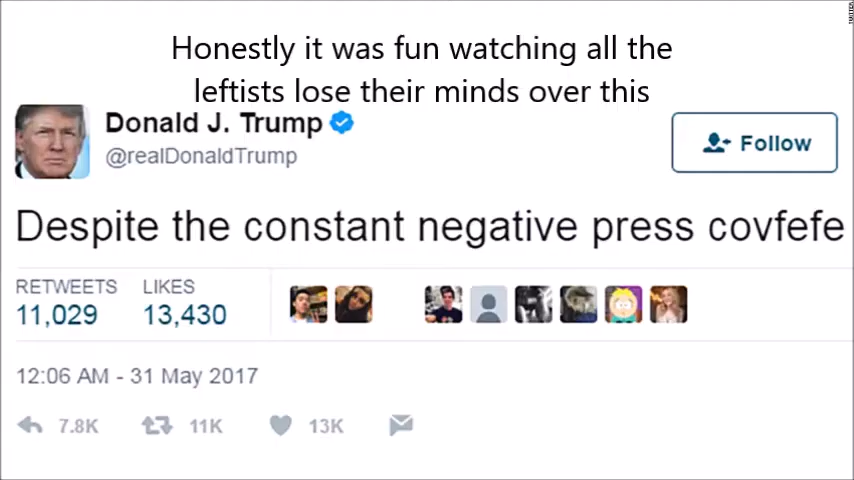 Honestly it was fun watching all the
leftists lose their minds over this
Donald J. Trump
@realDonaldTrump
Follow
Despite the constant negative press covfefe
RETWEETS LIKES
11,029 13,430
12:06 AM - 31 May 2017
7.8K 11K 13K